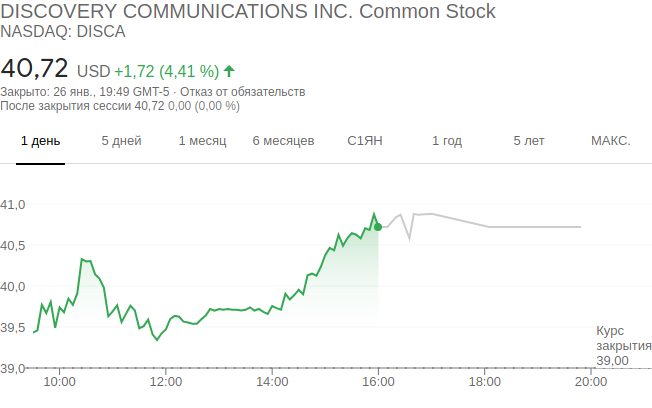 DISCOVERY COMMUNICATIONS INC. Common Stock
NASDAQ: DISCA
40,72 USD +1,72 (4,41 %)
Закрыто: 26 янв., 19:49 GMT-5 · Отказ от обязательств
После закрытия сессии 40,72 0,00 (0,00 %)
1 день 5 дней 1 месяц 6 месяцев С1ЯН 1 год 5 лет МАКС.
41,0
40,5
40,0
39,5
39,0
Курс
закрытия
39,00
10:00 12:00 14:00 16:00 18:00 20:00